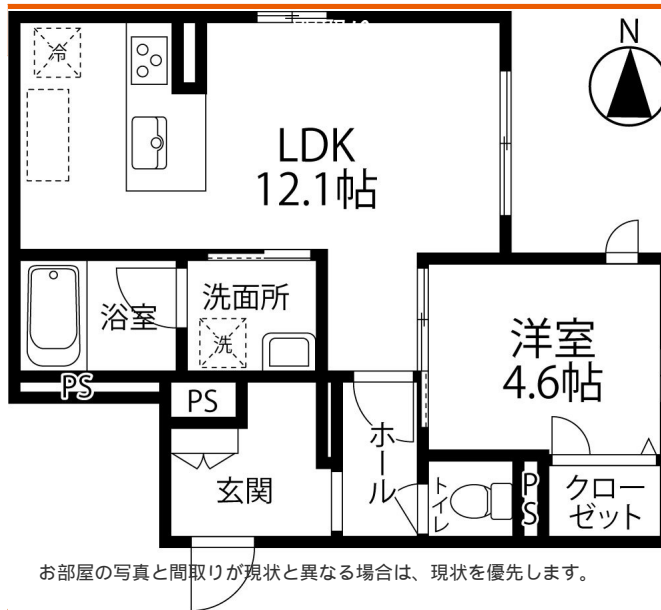 N
冷
LDK
12.1帖
浴室
洗面所
洗
洋室
4.6帖
PS
PS
ホール
玄関
トイレ
PS
クロー
ゼット
お部屋の写真と間取りが現状と異なる場合は、現状を優先します。